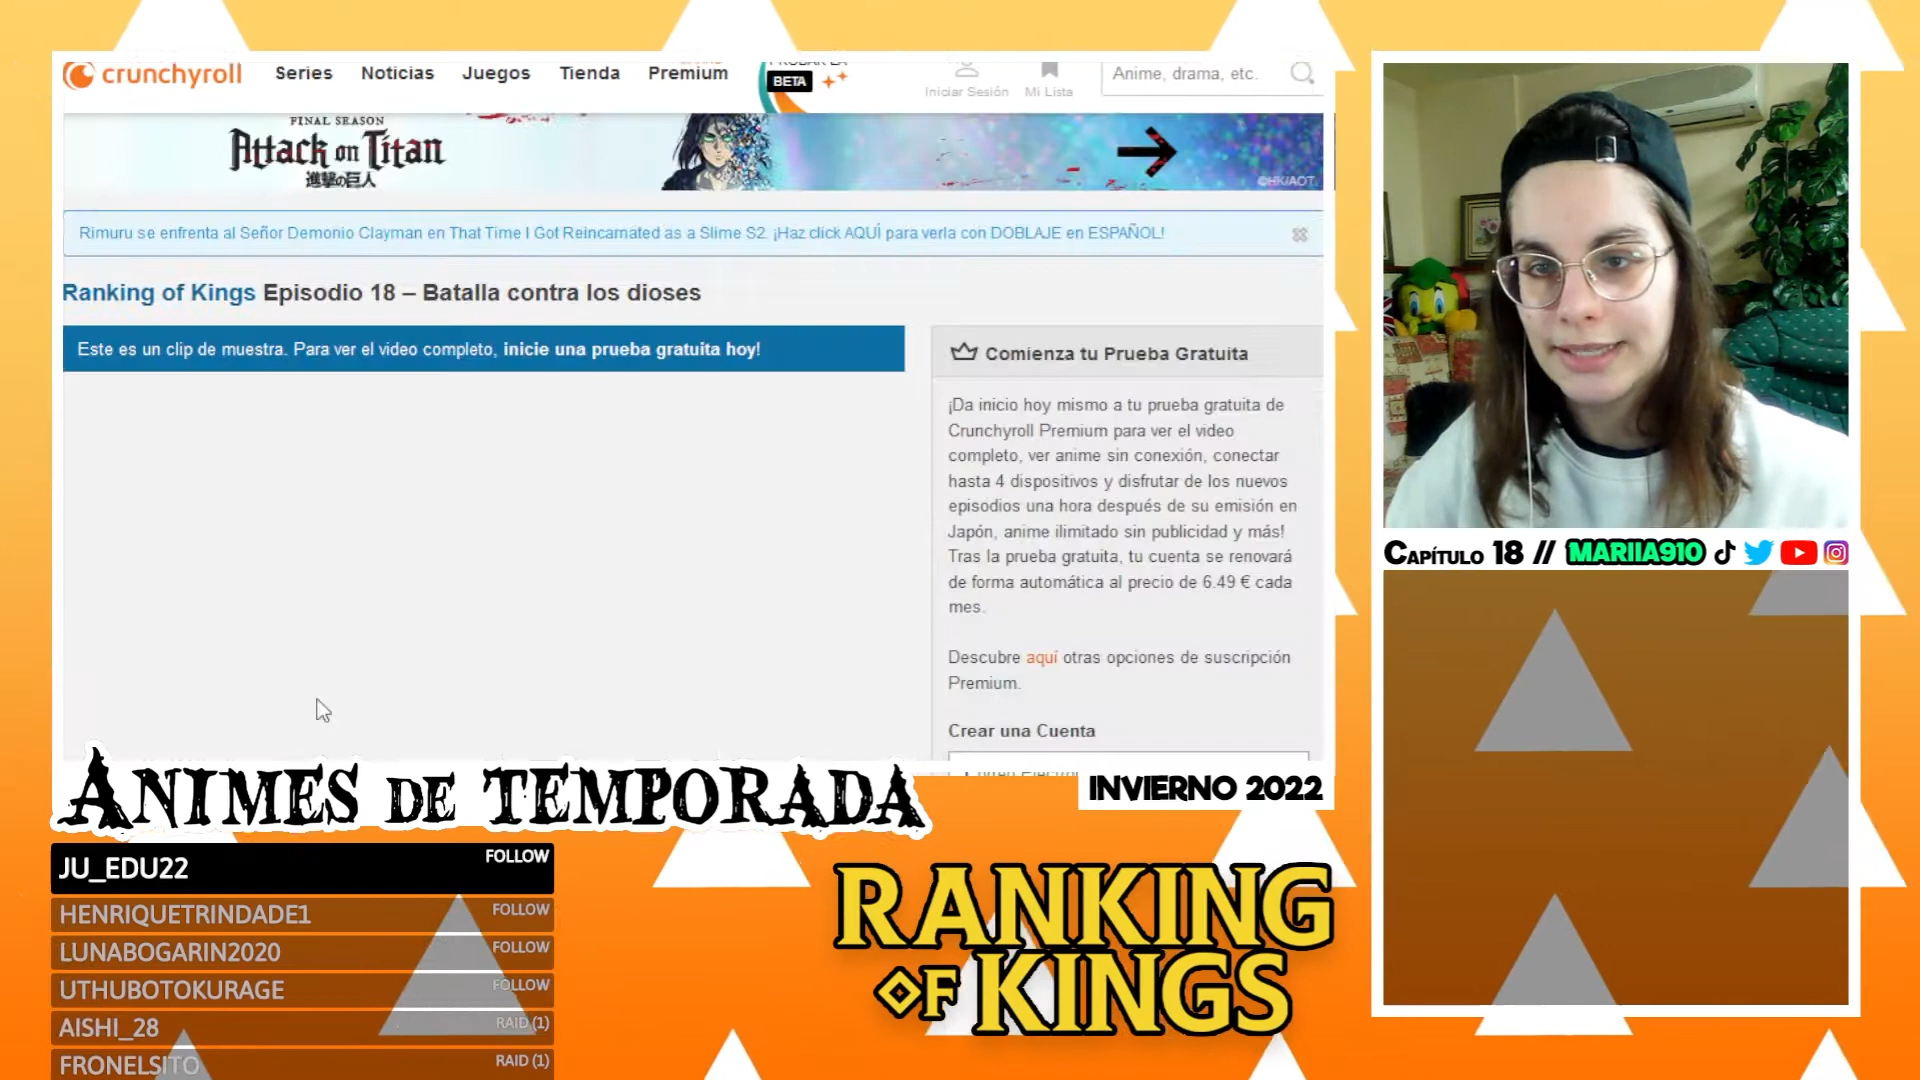 crunchyroll Series Noticias Juegos Tienda Premium
BETA
Iniciar Sesión Mi Lista
Anime, drama, etc.
FINAL SEASON
Attack on Titan
進撃の巨人
©HK/AOT
Rimuru se enfrenta al Señor Demonio Clayman en That Time I Got Reincarnated as a Slime S2. ¡Haz click AQUÍ para verla con DOBLAJE en ESPAÑOL!
Ranking of Kings Episodio 18 – Batalla contra los dioses
Este es un clip de muestra. Para ver el video completo, inicie una prueba gratuita hoy!
Comienza tu Prueba Gratuita
¡Da inicio hoy mismo a tu prueba gratuita de
Crunchyroll Premium para ver el video
completo, ver anime sin conexión, conectar
hasta 4 dispositivos y disfrutar de los nuevos
episodios una hora después de su emisión en
Japón, anime ilimitado sin publicidad y más!
Tras la prueba gratuita, tu cuenta se renovará
de forma automática al precio de 6.49 € cada
mes.
Descubre aquí otras opciones de suscripción
Premium.
Crear una Cuenta
CAPÍTULO 18 // MARIIA910
ANIMES DE TEMPORADA
INVIERNO 2022
JU_EDU22 FOLLOW
HENRIQUETRINDADE1 FOLLOW
LUNABOGARIN2020 FOLLOW
UTHUBOTOKURAGE FOLLOW
AISHI_28 RAID (1)
FRONELSITO RAID (1)
RANKING
OF KINGS